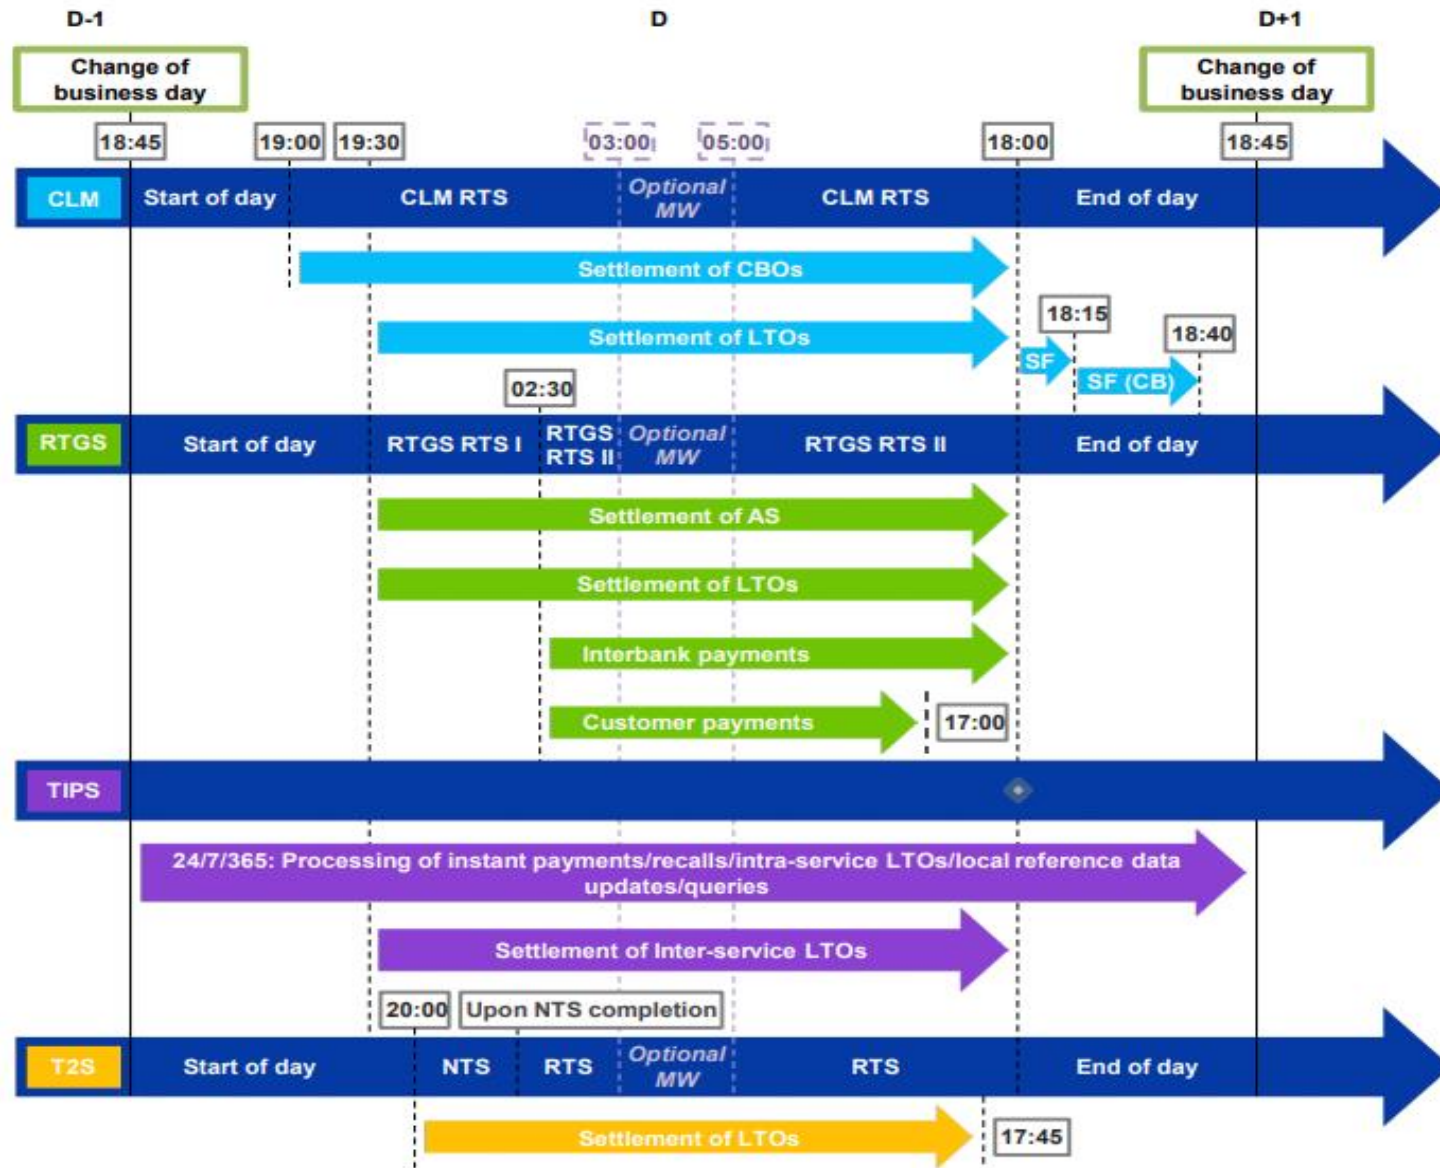 D-1 D D+1
Change of
business day
Change of
business day
18:45 19:00 19:30 03:00 05:00 18:00 18:45
CLM Start of day CLM RTS Optional
MW CLM RTS End of day
Settlement of CBOs
Settlement of LTOs
18:15
18:40
SF
SF (CB)
02:30
RTGS Start of day RTGS RTS I RTGS
RTS II Optional
MW RTGS RTS II End of day
Settlement of AS
Settlement of LTOs
Interbank payments
Customer payments 17:00
TIPS
24/7/365: Processing of instant payments/recalls/intra-service LTOs/local reference data
updates/queries
Settlement of Inter-service LTOs
20:00 Upon NTS completion
T2S Start of day NTS RTS Optional
MW RTS End of day
Settlement of LTOs 17:45